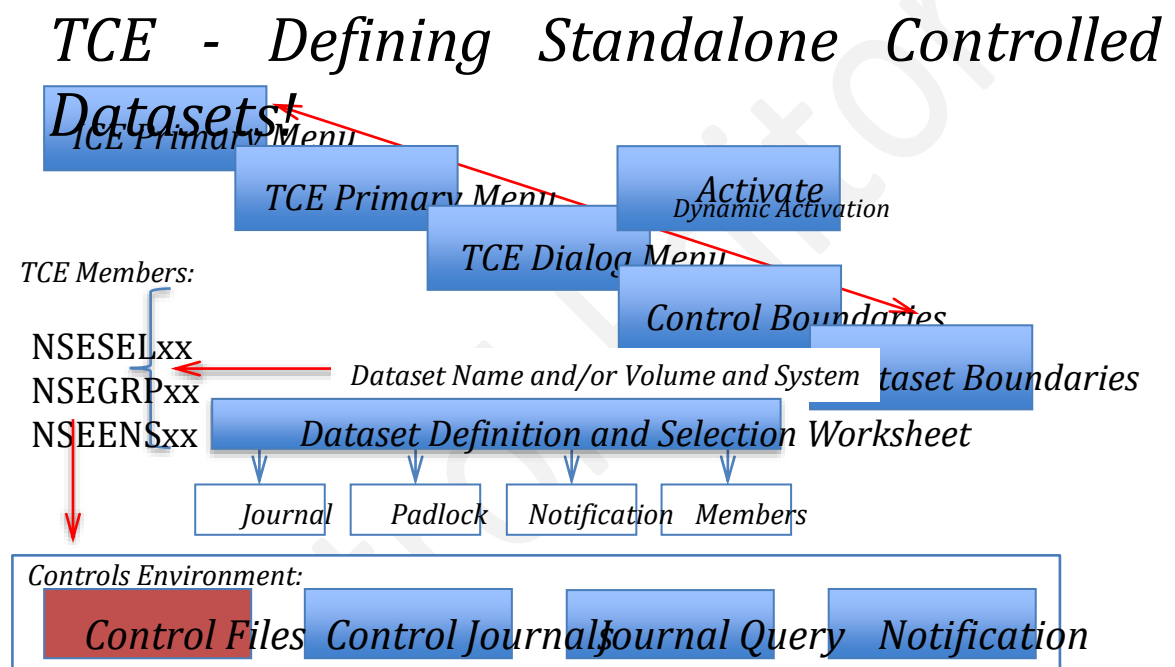 TCE - Defining Standalone Controlled
Datasets!
ICE Primary Menu
TCE Primary Menu
Activate
Dynamic Activation
TCE Dialog Menu
TCE Members:
Control Boundaries
NSESELxx
Dataset Name and/or Volume and System
taset Boundaries
NSEGRPxx
NSEENSxx
Dataset Definition and Selection Worksheet
Journal
Padlock
Notification
Members
Controls Environment:
Control Files
Control Journals
Journal Query
Notification